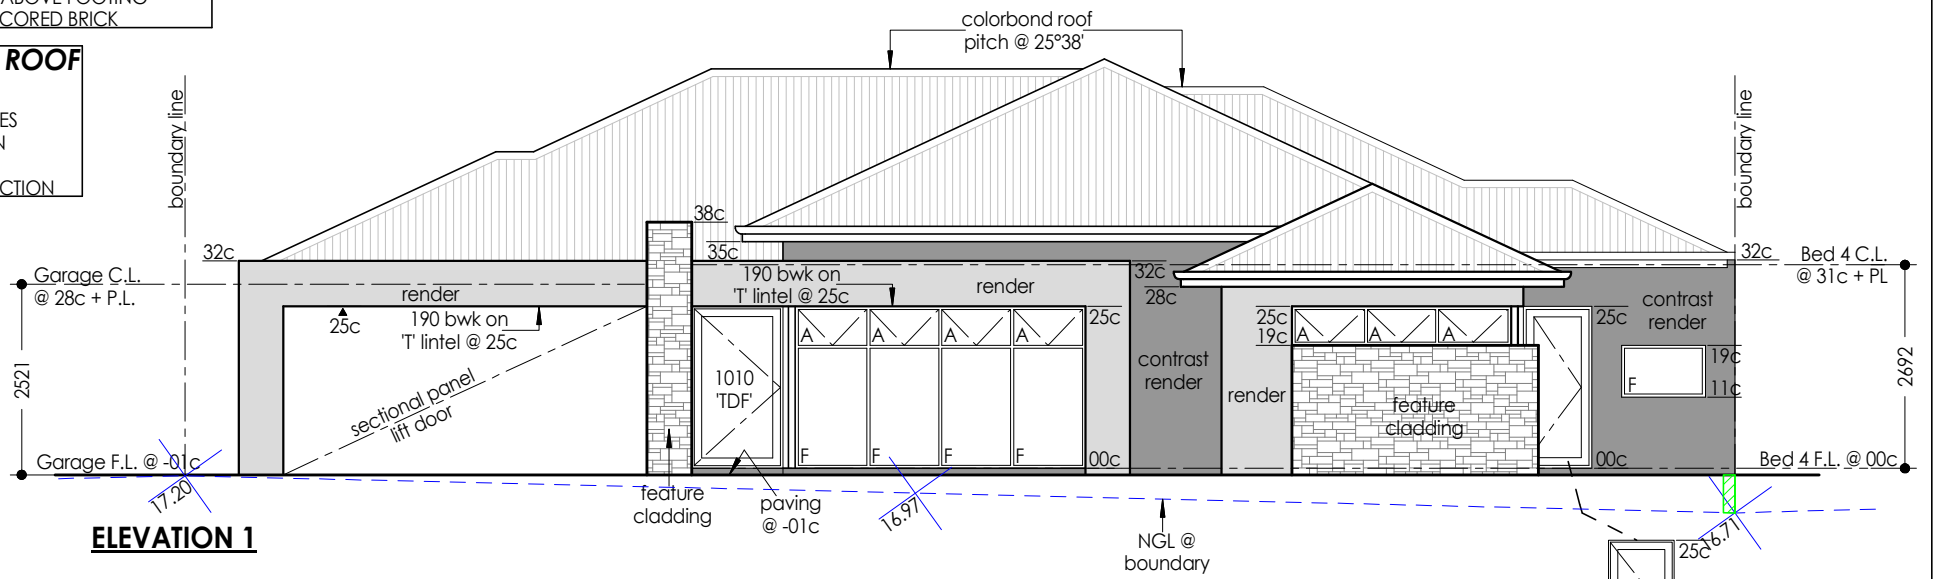 ABOVE FOOTING
CORED BRICK
ROOF
ES
N
CTION
colorbond roof
pitch @ 25°38'
boundary line
boundary line
38c
35c
32c
32c
28c
32c
Garage C.L.
@ 28c + P.L.
Bed 4 C.L.
@ 31c + PL
render
25c
190 bwk on
'T' lintel @ 25c
190 bwk on
'T' lintel @ 25c
render
25c
25c
19c
25c
contrast
render
A
A
A
A
A
A
A
2521
2692
sectional panel
lift door
1010
'TDF'
contrast
render
render
feature
cladding
19c
11c
F
F
F
F
F
Garage F.L. @ -01c
00c
00c
Bed 4 F.L. @ 00c
17.20
feature
cladding
paving
@ -01c
16.97
NGL @
boundary
16.71
25c
ELEVATION 1